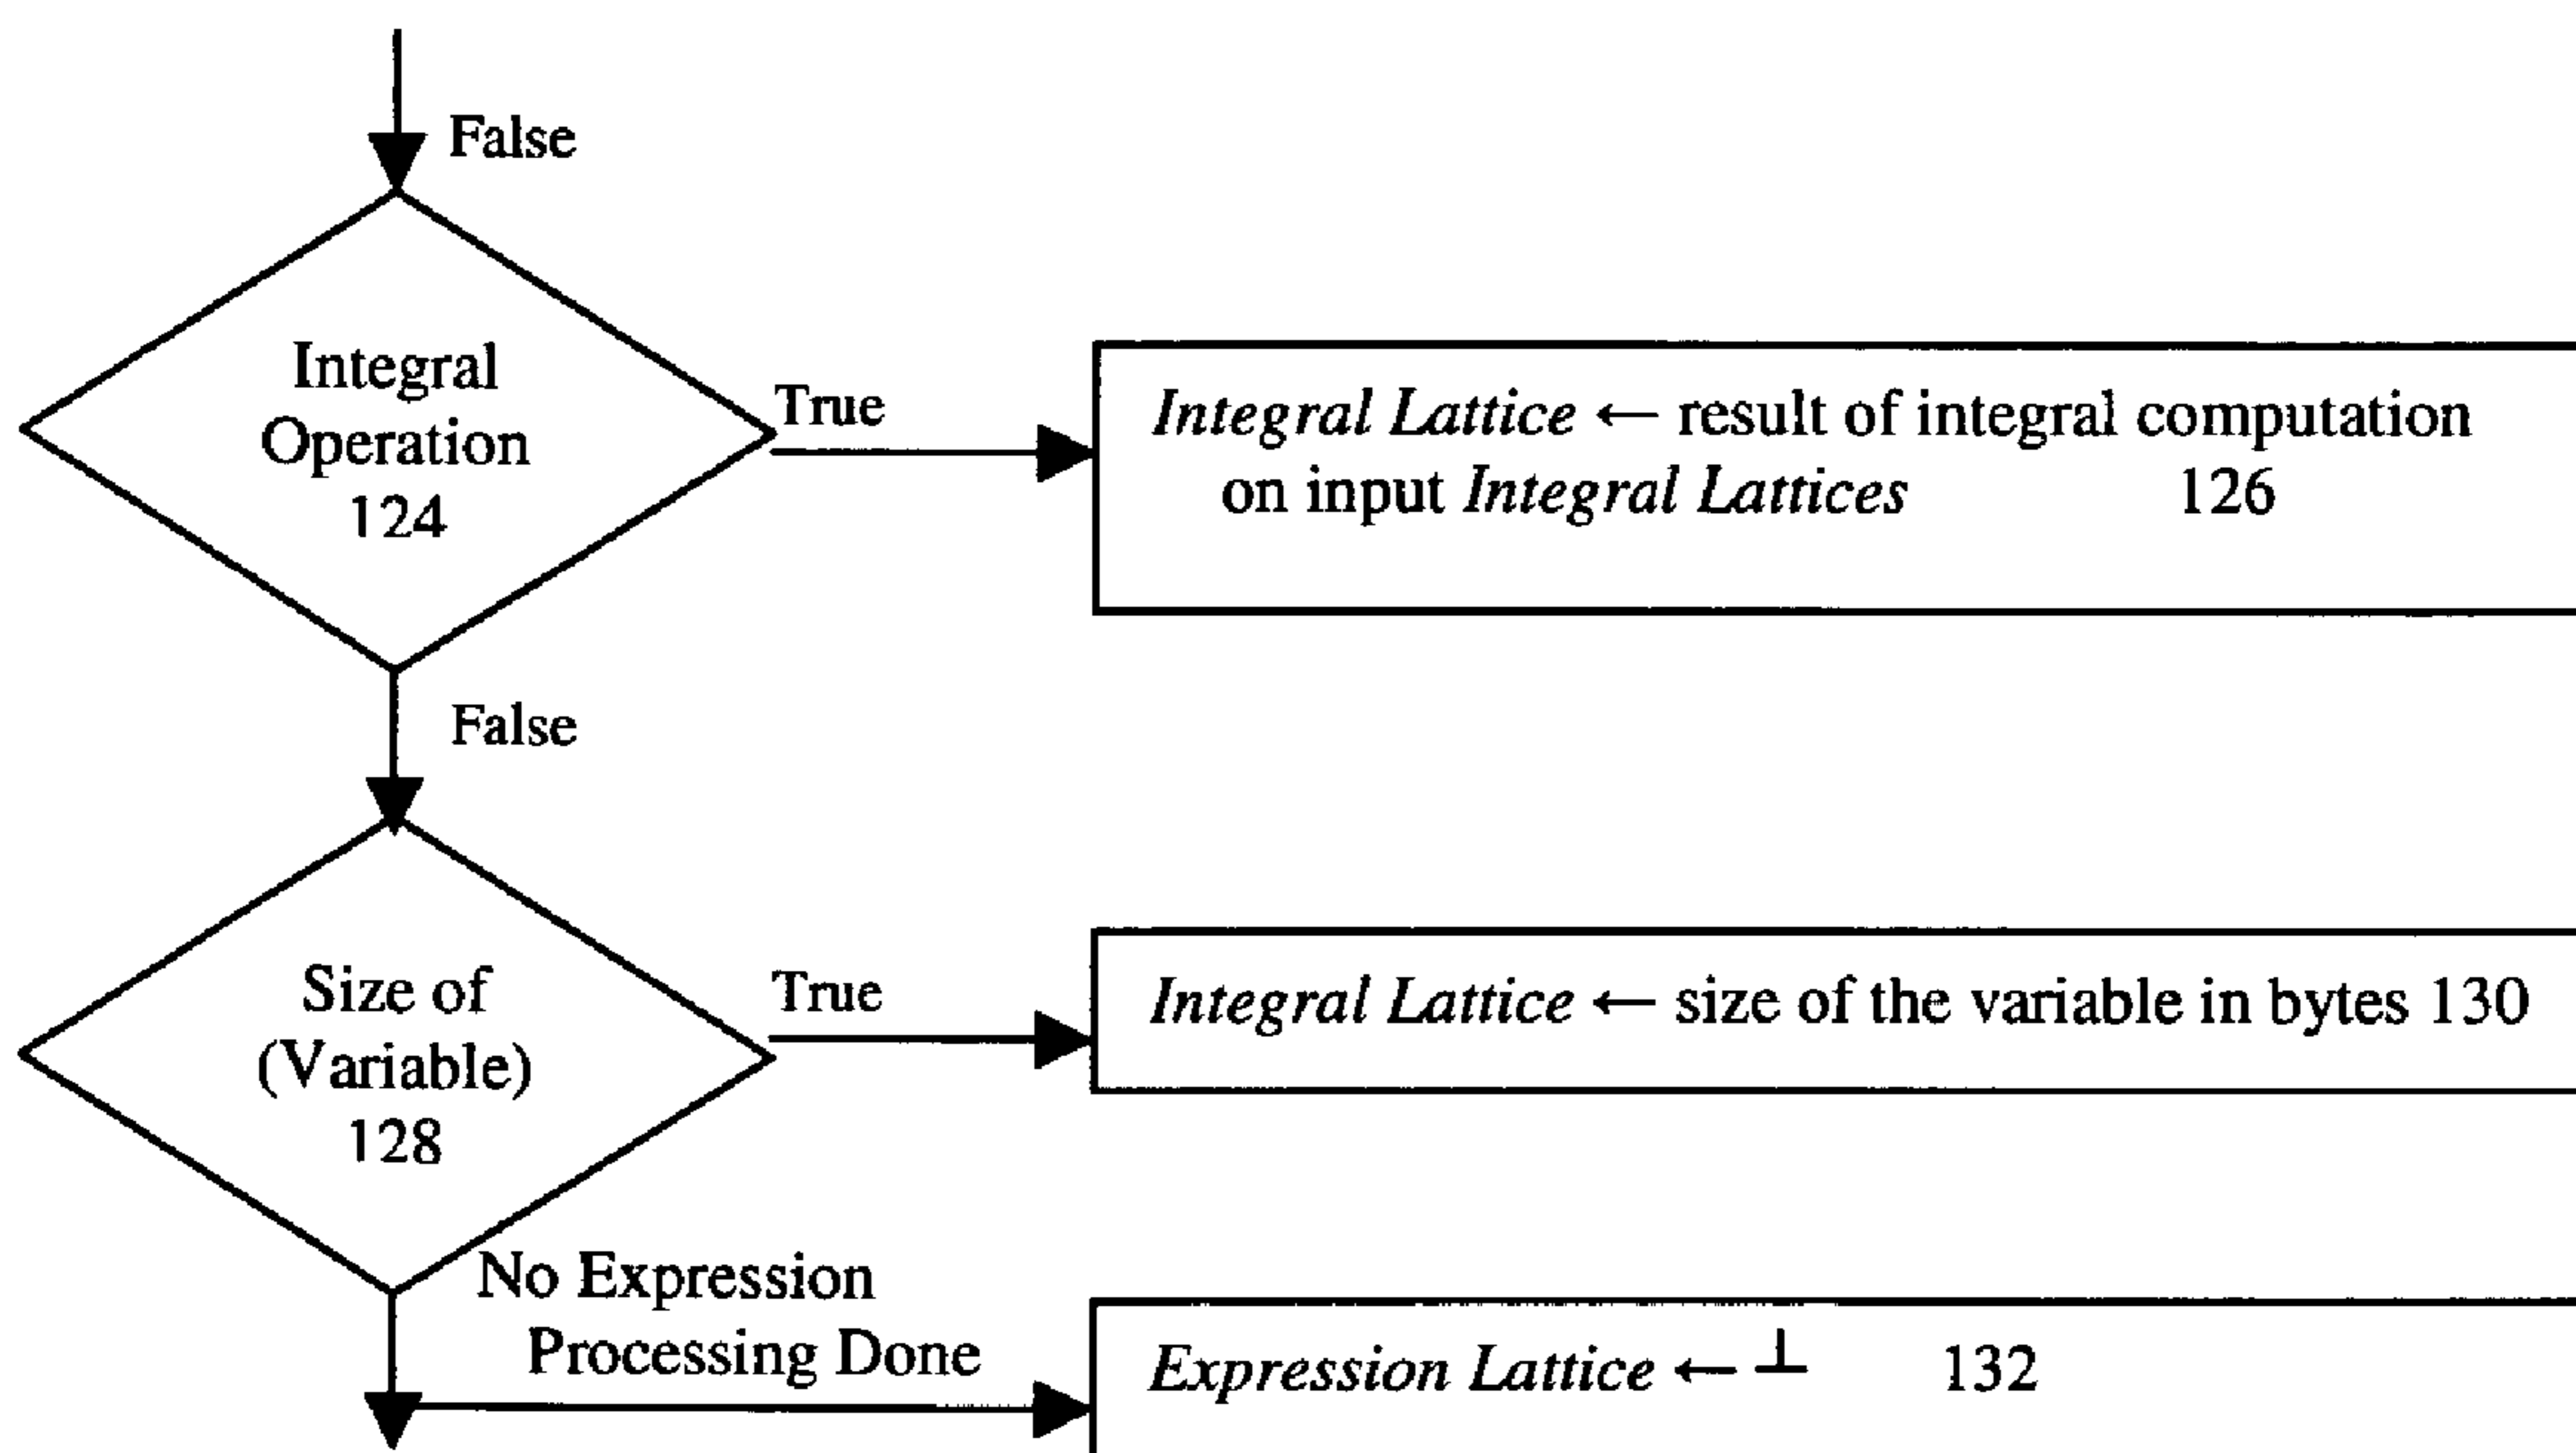 False
Integral
Operation
124
True
Integral Lattice ← result of integral computation
on input Integral Lattices 126
False
Size of
(Variable)
128
True
Integral Lattice ← size of the variable in bytes 130
No Expression
Processing Done
Expression Lattice ← ⊥ 132